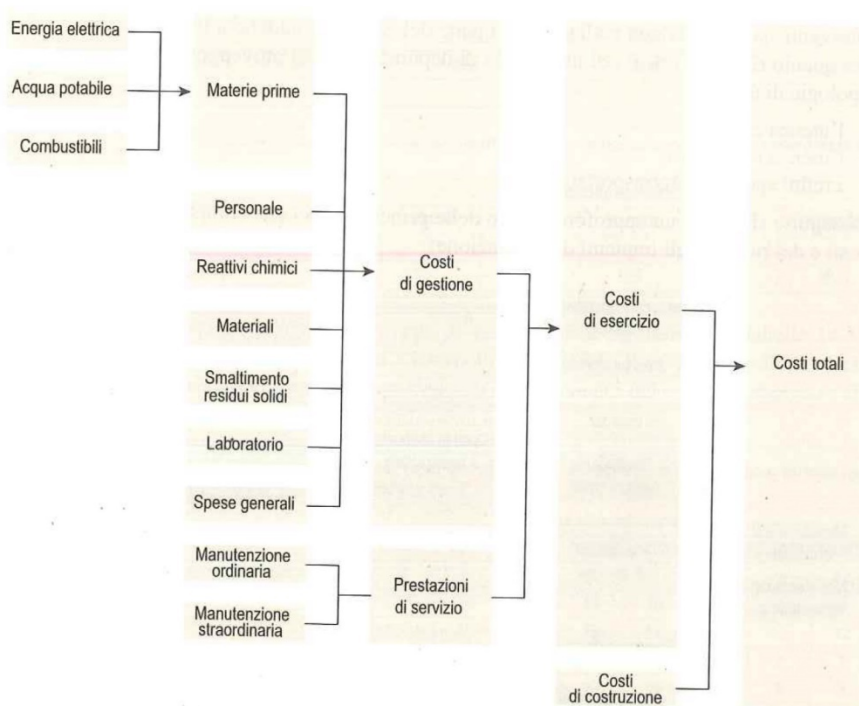 Energia elettrica
Acqua potabile
Combustibili
Materie prime
Personale
Reattivi chimici
Materiali
Smaltimento
residui solidi
Laboratorio
Spese generali
Manutenzione
ordinaria
Manutenzione
straordinaria
Costi
di gestione
Prestazioni
di servizio
Costi
di esercizio
Costi
di costruzione
Costi totali